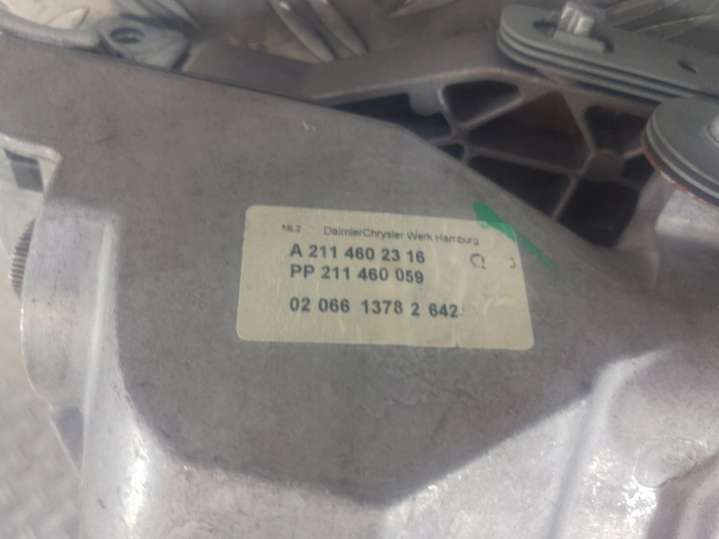 DaimlerChrysler Werk Hamburg
A 211 460 23 16
PP 211 460 059
02 066 1378 2 642